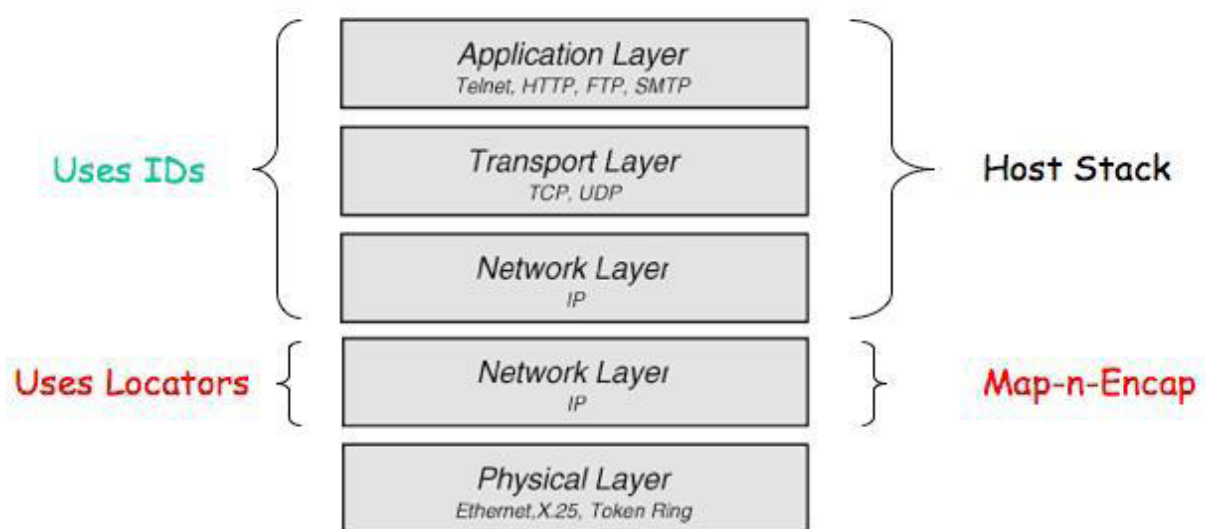 Application Layer
Telnet, HTTP, FTP, SMTP
Uses IDs
Transport Layer
TCP, UDP
Host Stack
Network Layer
IP
Uses Locators
Network Layer
IP
Map-n-Encap
Physical Layer
Ethernet,X.25, Token Ring